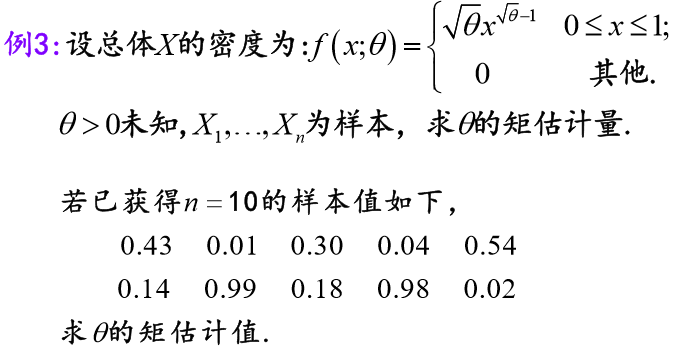 例3:设总体X的密度为:f(x;θ)={√θx^{√θ-1} 0≤x≤1;
0 其他.
θ>0未知,X₁,…,Xₙ为样本，求θ的矩估计量.
若已获得n=10的样本值如下，
0.43 0.01 0.30 0.04 0.54
0.14 0.99 0.18 0.98 0.02
求θ的矩估计值.